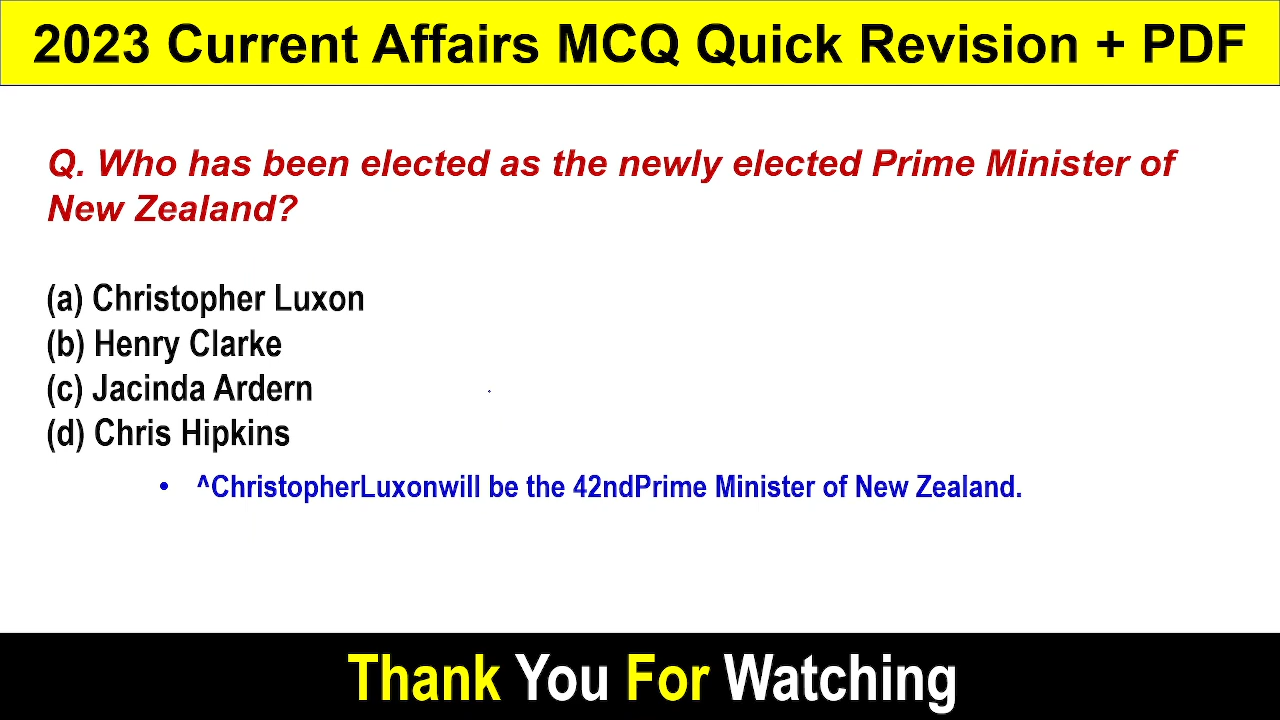 2023 Current Affairs MCQ Quick Revision + PDF
Q. Who has been elected as the newly elected Prime Minister of
New Zealand?
(a) Christopher Luxon
(b) Henry Clarke
(c) Jacinda Ardern
(d) Chris Hipkins
• ^ChristopherLuxonwill be the 42ndPrime Minister of New Zealand.
Thank You For Watching